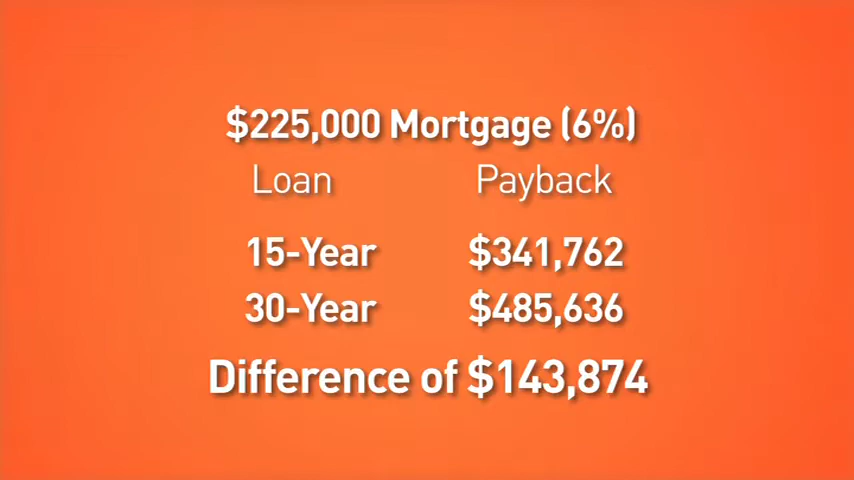 $225,000 Mortgage (6%)
Loan Payback
15-Year $341,762
30-Year $485,636
Difference of $143,874